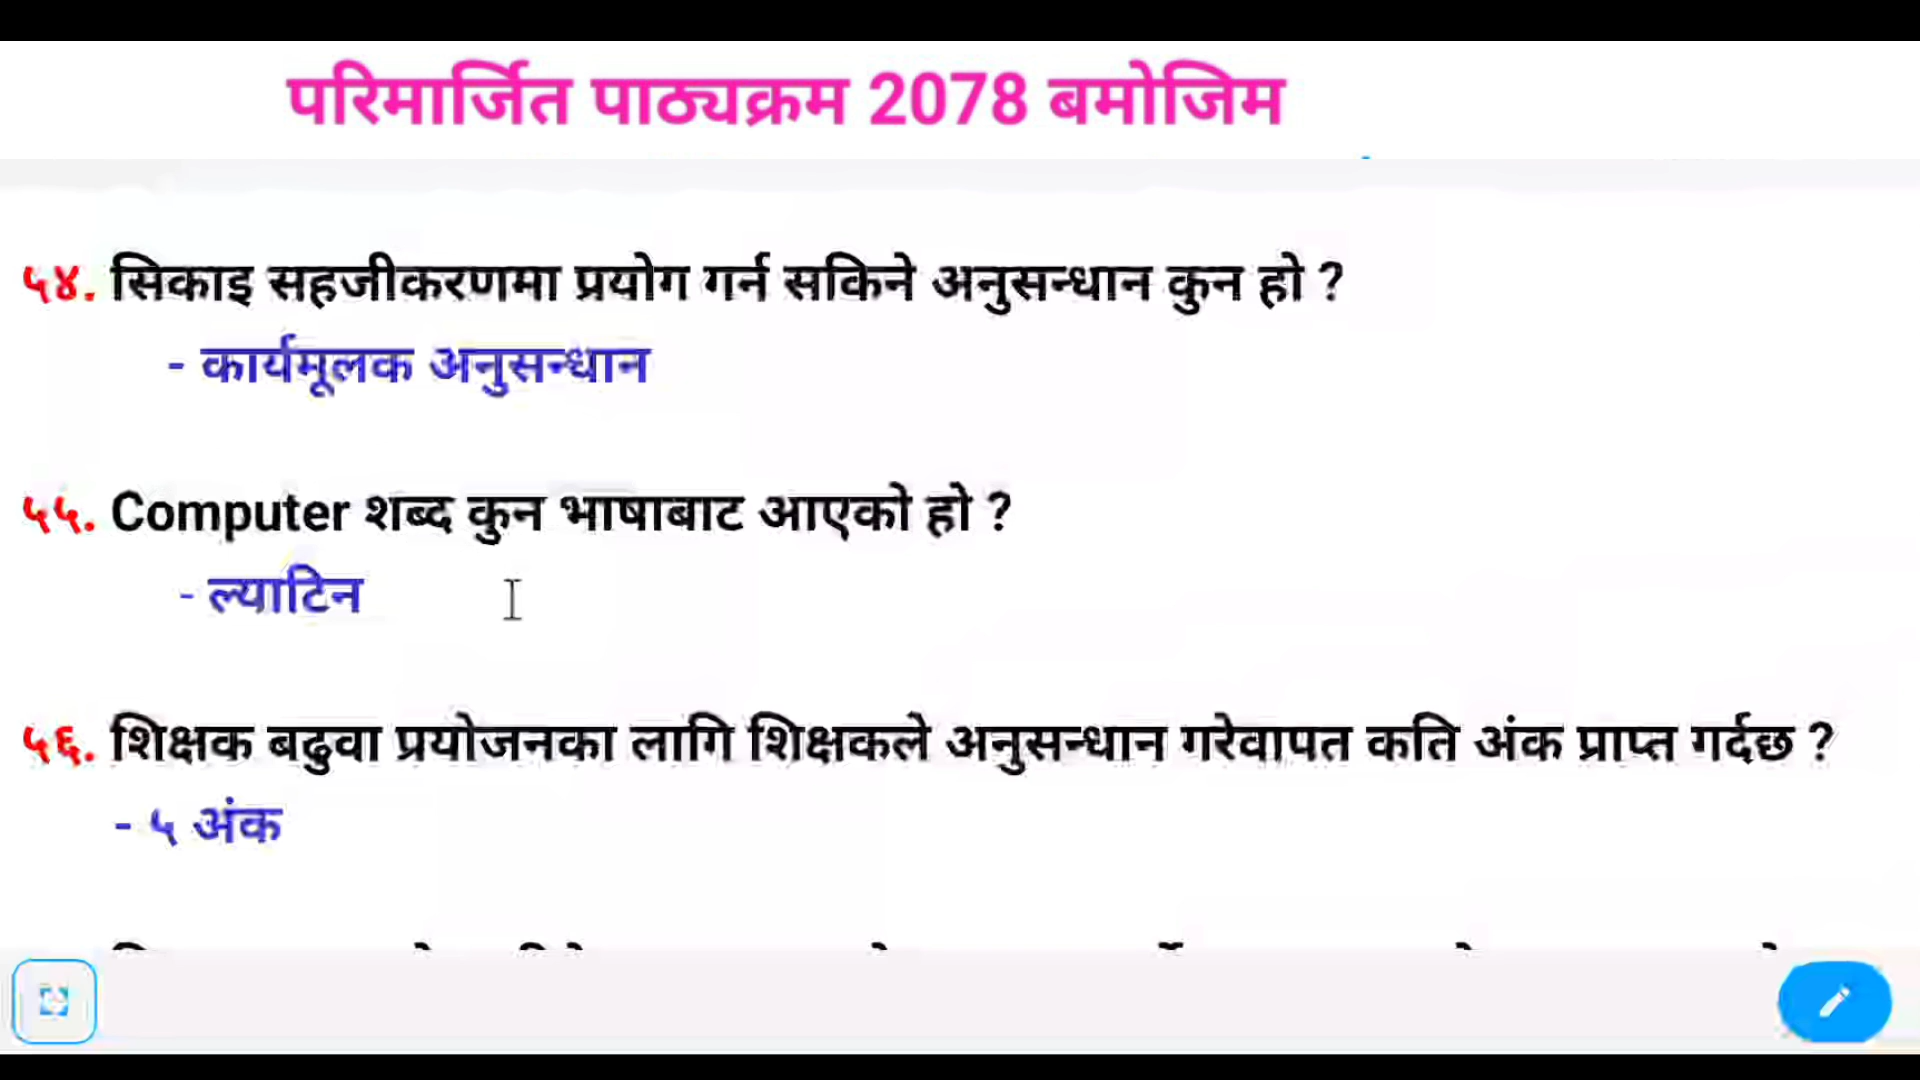 परिमार्जित पाठ्यक्रम 2078 बमोजिम
५४. सिकाइ सहजीकरणमा प्रयोग गर्न सकिने अनुसन्धान कुन हो ?
- कार्यमूलक अनुसन्धान
५५. Computer शब्द कुन भाषाबाट आएको हो ?
- ल्याटिन
५६. शिक्षक बढुवा प्रयोजनका लागि शिक्षकले अनुसन्धान गरेवापत कति अंक प्राप्त गर्दछ ?
- ५ अंक